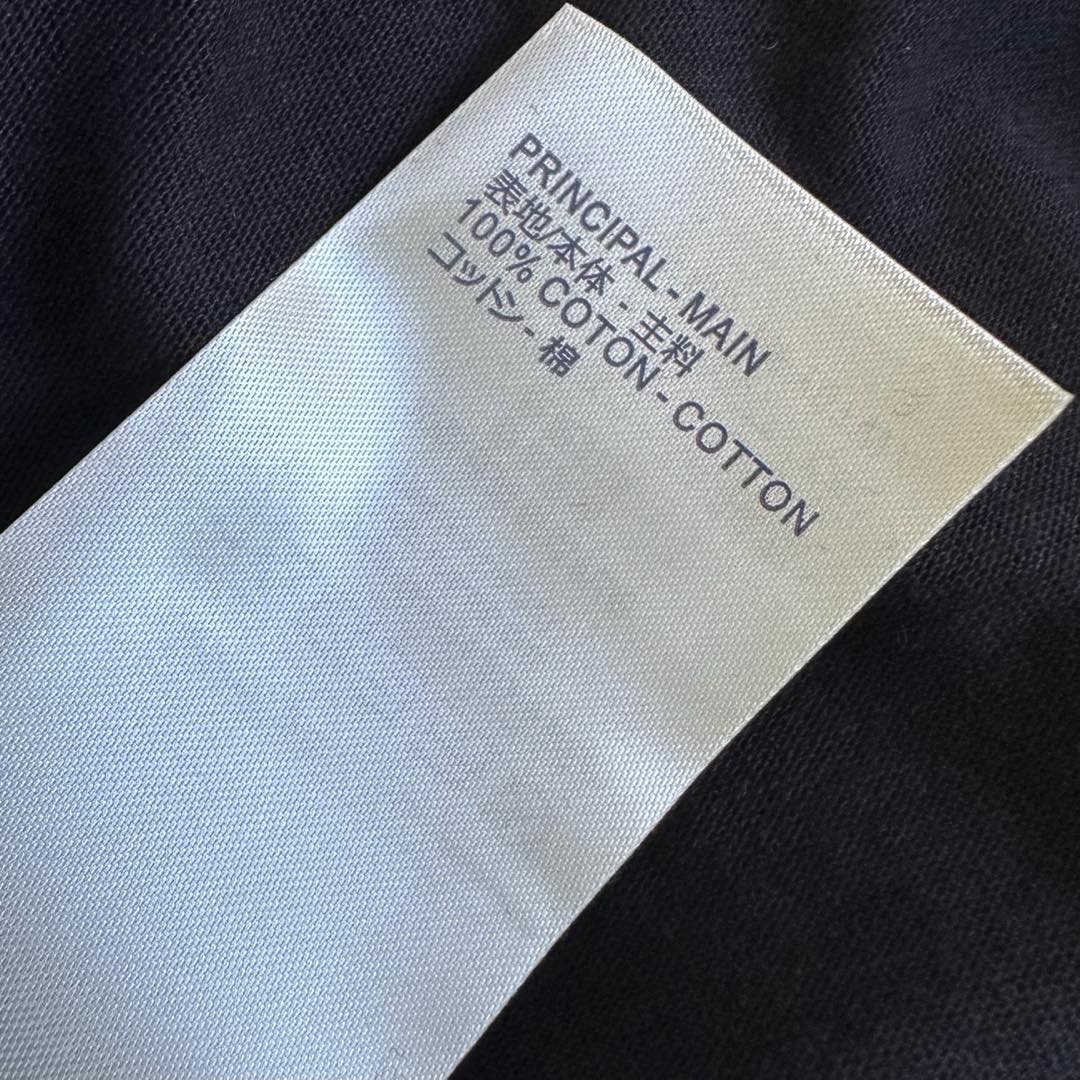 PRINCIPAL - MAIN
表地/本体 - 主料
100% COTON - COTTON
コットン - 棉